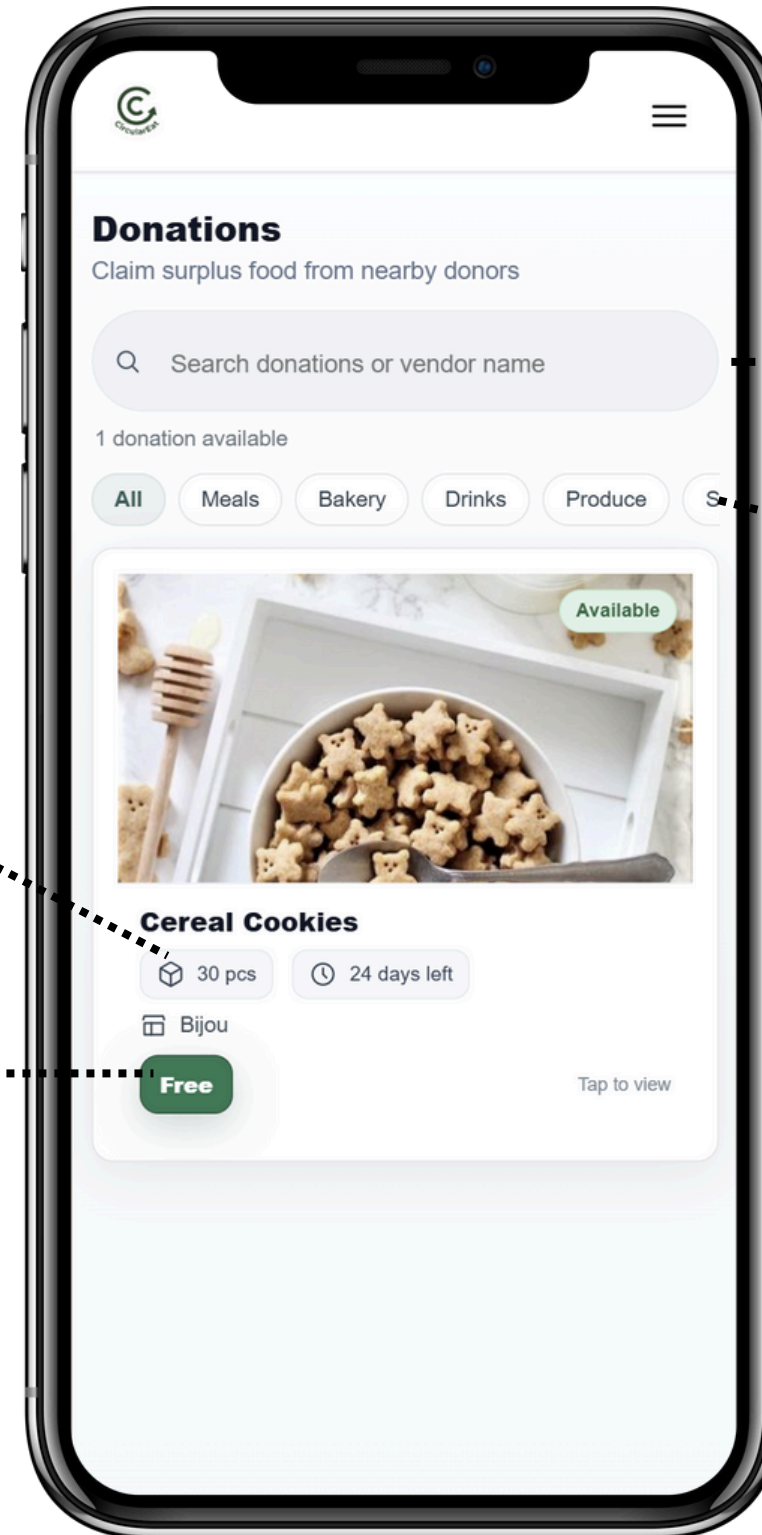 CircularEat
Donations
Claim surplus food from nearby donors
Search donations or vendor name
1 donation available
All Meals Bakery Drinks Produce S
Available
Cereal Cookies
30 pcs 24 days left
Bijou
Free Tap to view